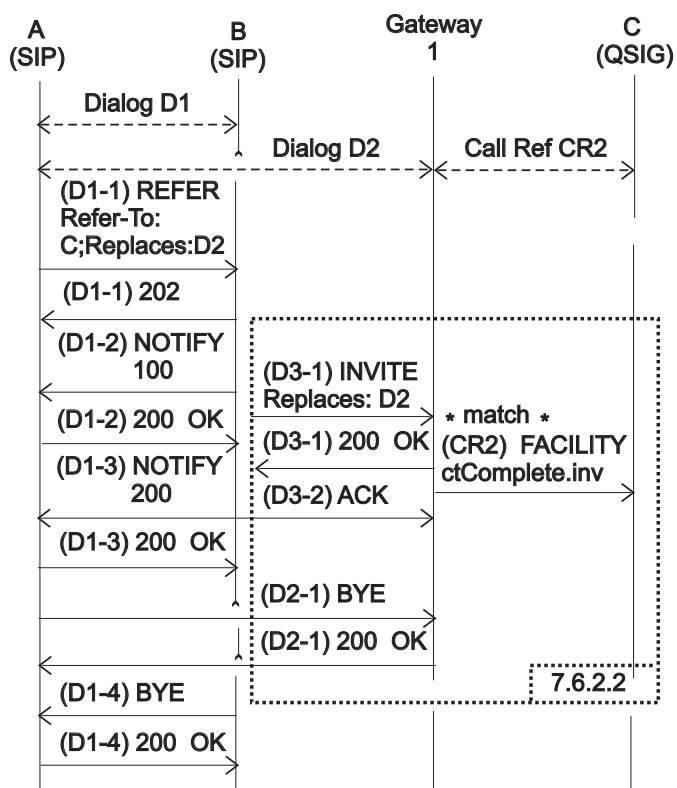 A
(SIP)
B
(SIP)
Gateway
1
C
(QSIG)
Dialog D1
Dialog D2
Call Ref CR2
(D1-1) REFER
Refer-To:
C;Replaces:D2
(D1-1) 202
(D1-2) NOTIFY
100
(D3-1) INVITE
Replaces: D2
(D1-2) 200 OK
(D3-1) 200 OK
* match *
(CR2) FACILITY
ctComplete.inv
(D1-3) NOTIFY
200
(D3-2) ACK
(D1-3) 200 OK
(D2-1) BYE
(D2-1) 200 OK
7.6.2.2
(D1-4) BYE
(D1-4) 200 OK